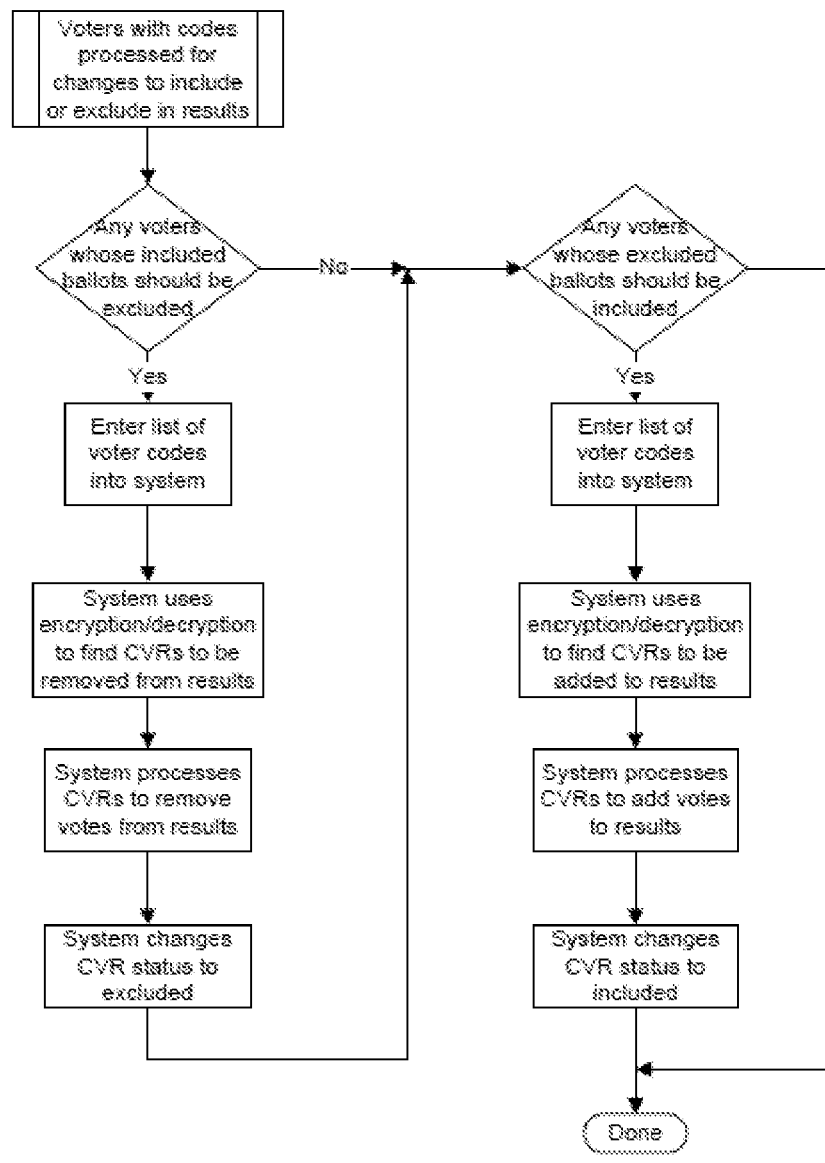 Voters with codes
processed for
changes to include
or exclude in results
Any voters
whose included
ballots should be
excluded
No
Yes
Enter list of
voter codes
into system
System uses
encryption/decryption
to find CVRs to be
removed from results
System processes
CVRs to remove
votes from results
System changes
CVR status to
excluded
Any voters
whose excluded
ballots should be
included
Yes
Enter list of
voter codes
into system
System uses
encryption/decryption
to find CVRs to be
added to results
System processes
CVRs to add votes
to results
System changes
CVR status to
included
Done